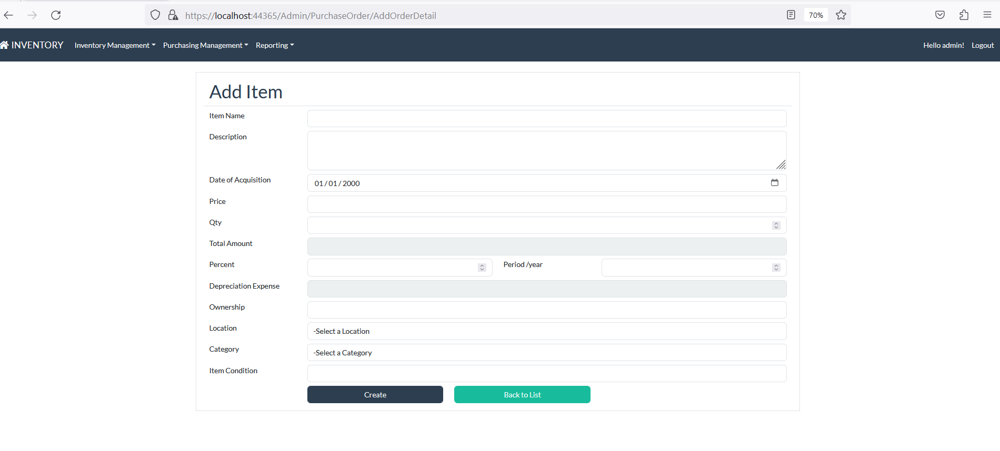 https://localhost:44365/Admin/PurchaseOrder/AddOrderDetail 70%
INVENTORY Inventory Management Purchasing Management Reporting Hello admin! Logout
Add Item
Item Name
Description
Date of Acquisition 01/01/2000
Price
Qty
Total Amount
Percent Period /year
Depreciation Expense
Ownership
Location -Select a Location
Category -Select a Category
Item Condition
Create Back to List